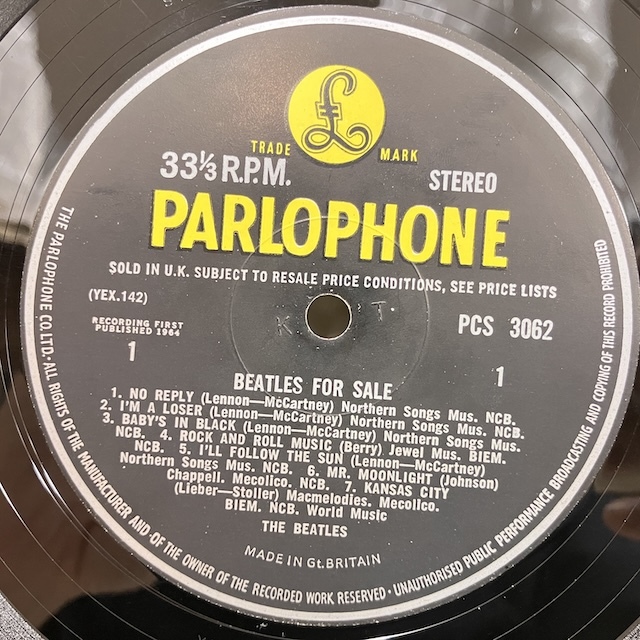 £
TRADE MARK
33⅓ R.P.M.
STEREO
PARLOPHONE
SOLD IN U.K. SUBJECT TO RESALE PRICE CONDITIONS, SEE PRICE LISTS
(YEX.142)
RECORDING FIRST
PUBLISHED 1964
PCS 3062
1
1
K T
BEATLES FOR SALE
1. NO REPLY (Lennon—McCartney) Northern Songs Mus. NCB.
2. I'M A LOSER (Lennon—McCartney) Northern Songs Mus. NCB.
3. BABY'S IN BLACK (Lennon—McCartney) Northern Songs Mus.
NCB. 4. ROCK AND ROLL MUSIC (Berry) Jewel Mus. BIEM.
NCB. 5. I'LL FOLLOW THE SUN (Lennon—McCartney)
Northern Songs Mus. NCB. 6. MR. MOONLIGHT (Johnson)
Chappell. Mecolico. NCB. 7. KANSAS CITY
(Lieber—Stoller) Macmelodies. Mecolico.
BIEM. NCB. World Music
THE BEATLES
MADE IN Gt. BRITAIN
THE PARLOPHONE CO. LTD. · ALL RIGHTS OF THE MANUFACTURER AND OF THE OWNER OF THE RECORDED WORK RESERVED · UNAUTHORISED PUBLIC PERFORMANCE BROADCASTING AND COPYING OF THIS RECORD PROHIBITED